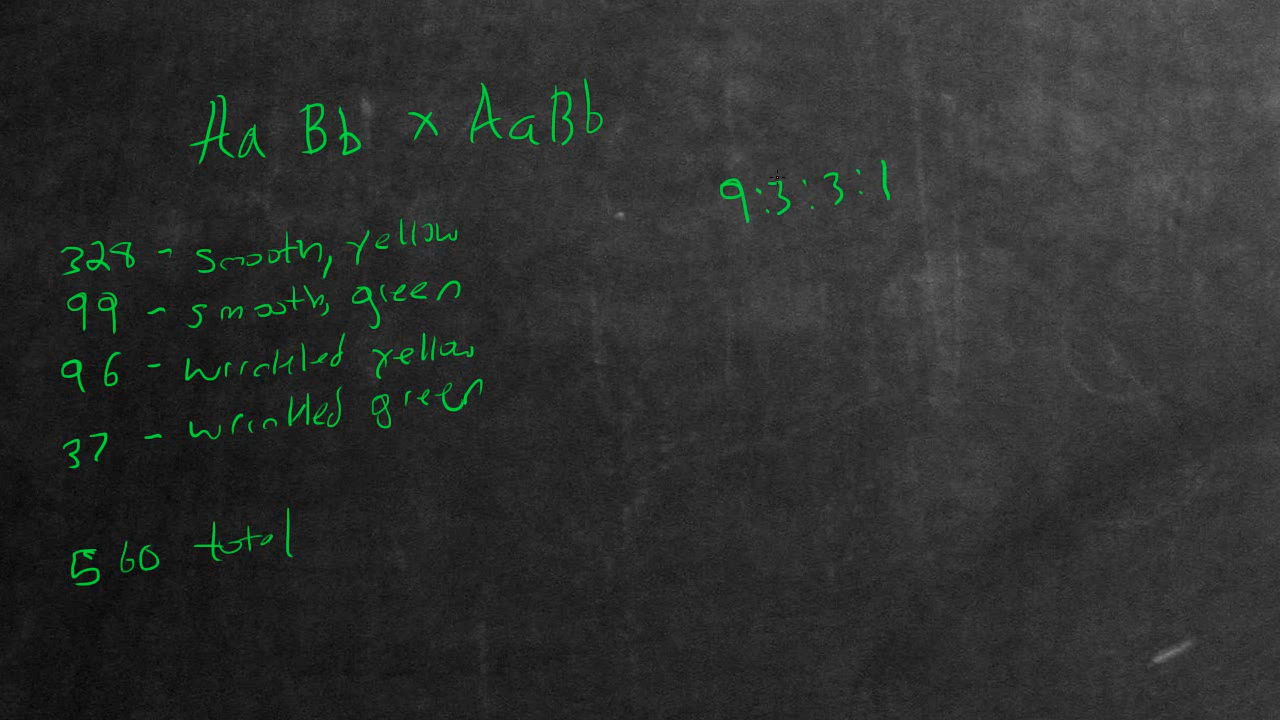 Aa Bb x AaBb
9:3:3:1
328 - smooth, yellow
99 - smooth, green
96 - wrinkled yellow
37 - wrinkled green
560 total